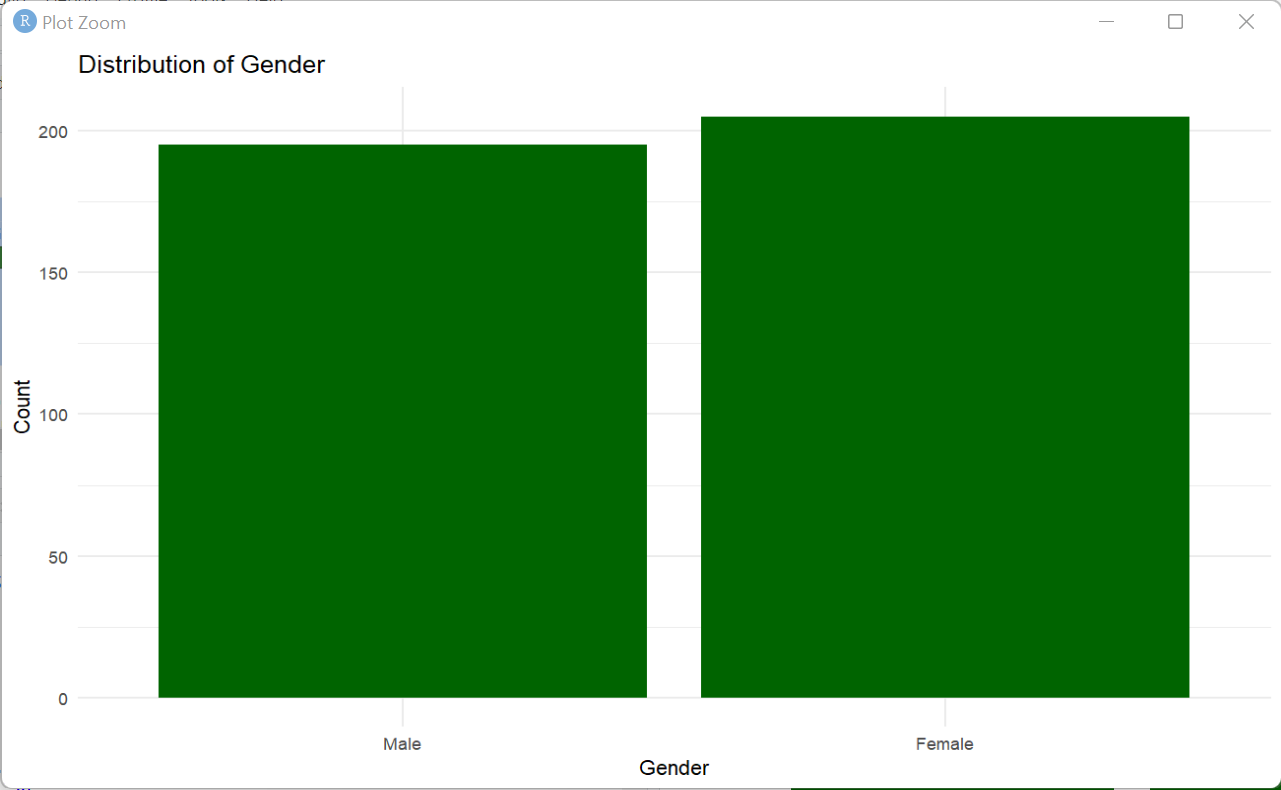 R Plot Zoom
Distribution of Gender
200
150
100
50
0
Count
Male Female
Gender